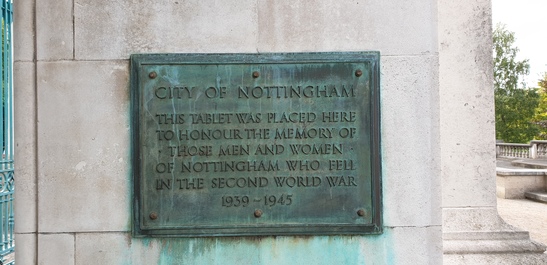 CITY OF NOTTINGHAM
THIS TABLET WAS PLACED HERE
TO HONOUR THE MEMORY OF
· THOSE MEN AND WOMEN ·
OF NOTTINGHAM WHO FELL
IN THE SECOND WORLD WAR
1939-1945